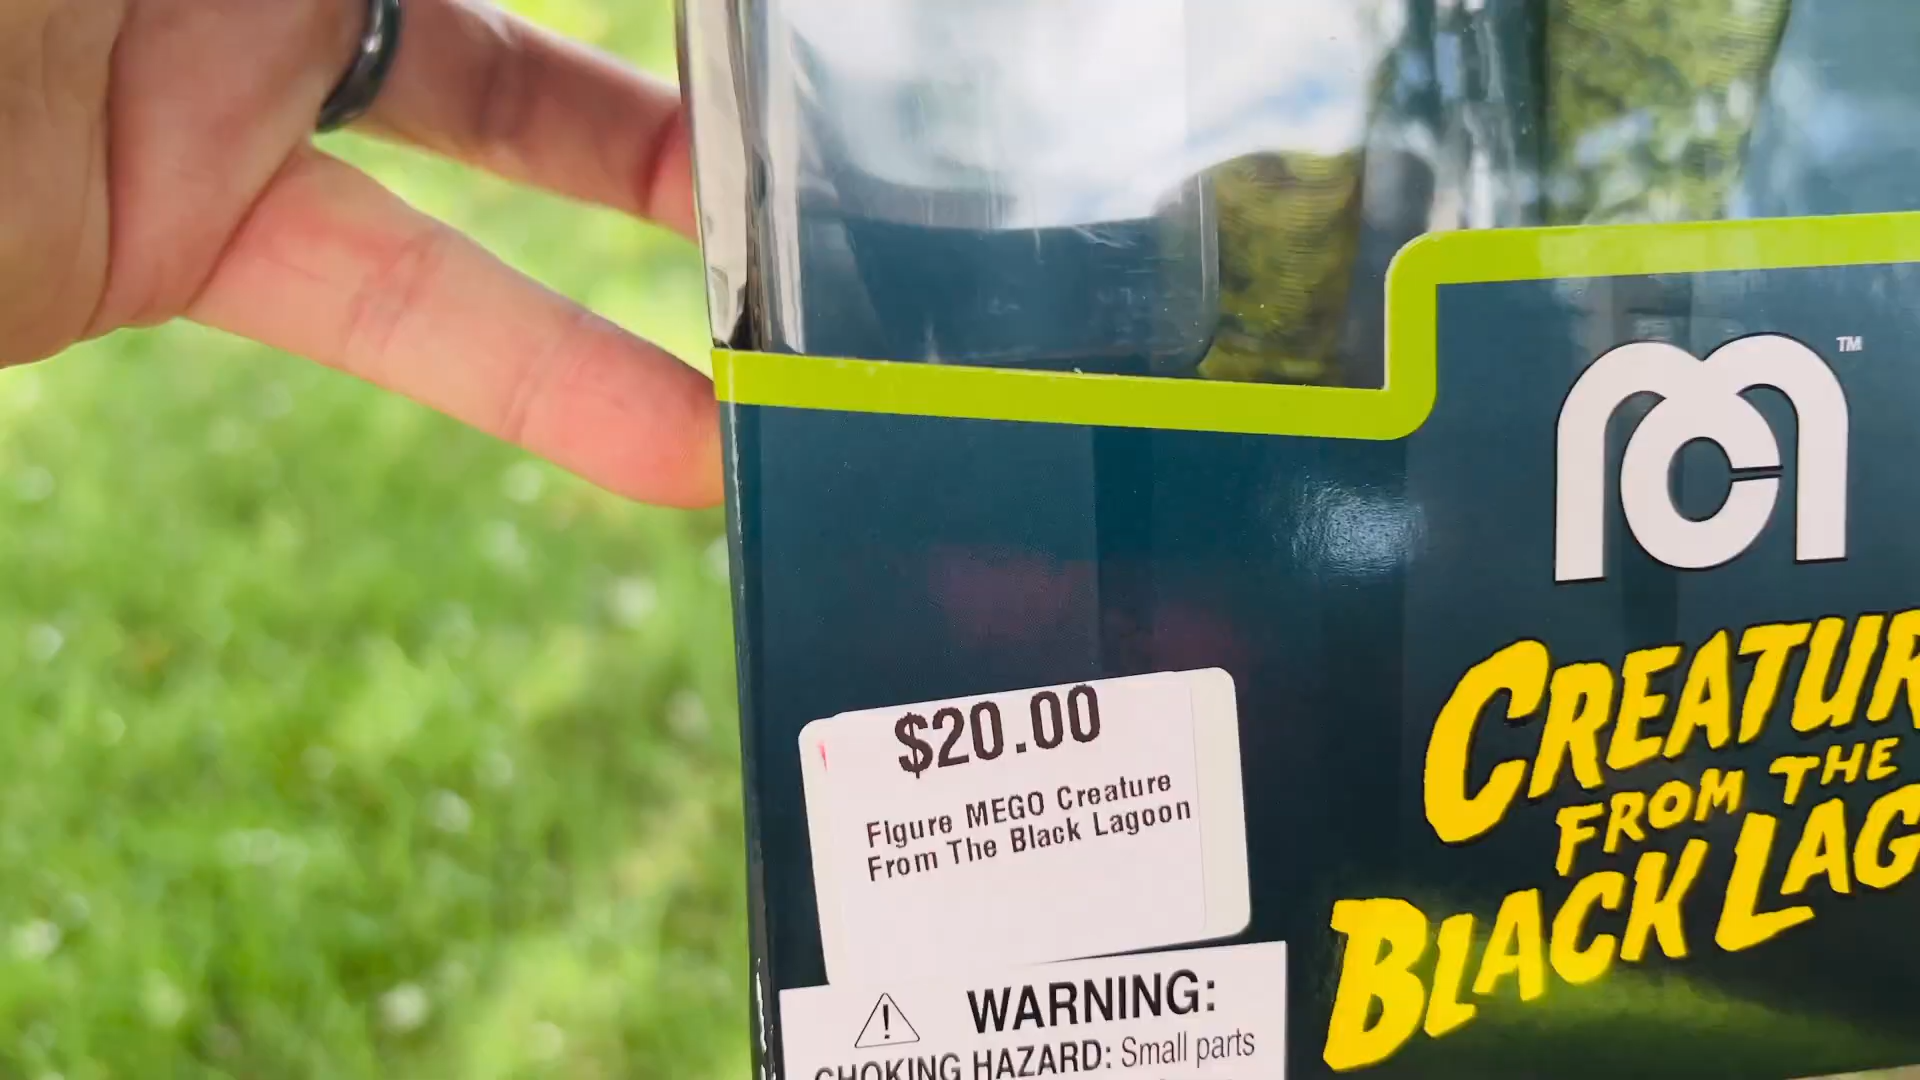 TM
CREATUR
FROM THE
BLACK LAG
$20.00
Figure MEGO Creature
From The Black Lagoon
WARNING:
CHOKING HAZARD: Small parts